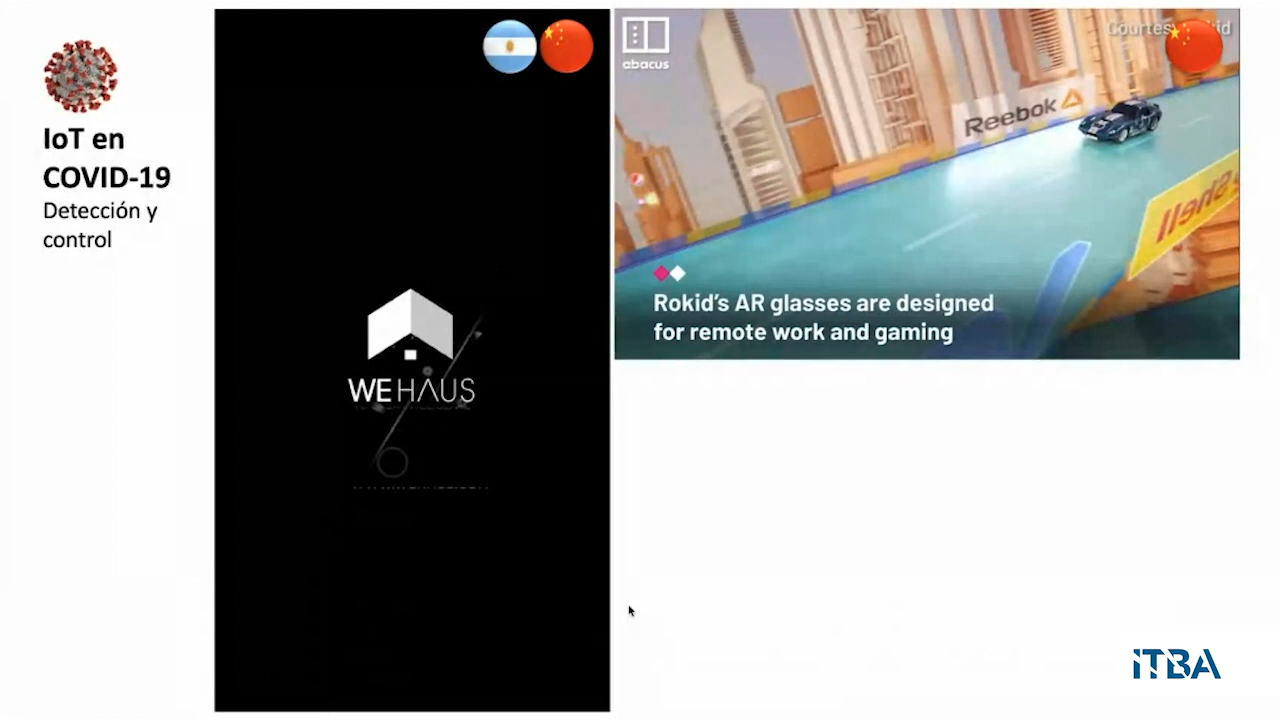 IoT en
COVID-19
Detección y
control
WEHAUS
abacus
Reebok
Shell
Rokid’s AR glasses are designed
for remote work and gaming
ITBA